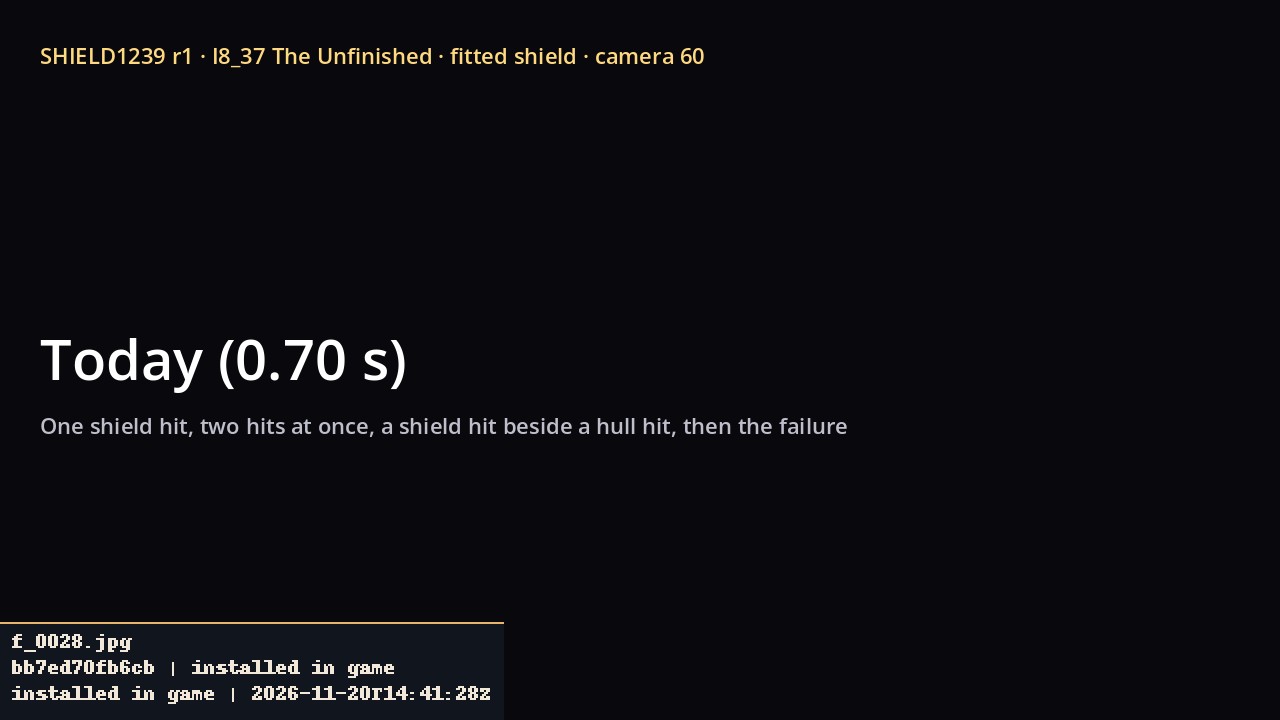 SHIELD1239 r1 · l8_37 The Unfinished · fitted shield · camera 60
Today (0.70 s)
One shield hit, two hits at once, a shield hit beside a hull hit, then the failure
f_0028.jpg
bb7ed70fb6cb | installed in game
installed in game | 2026-11-20T14:41:28Z